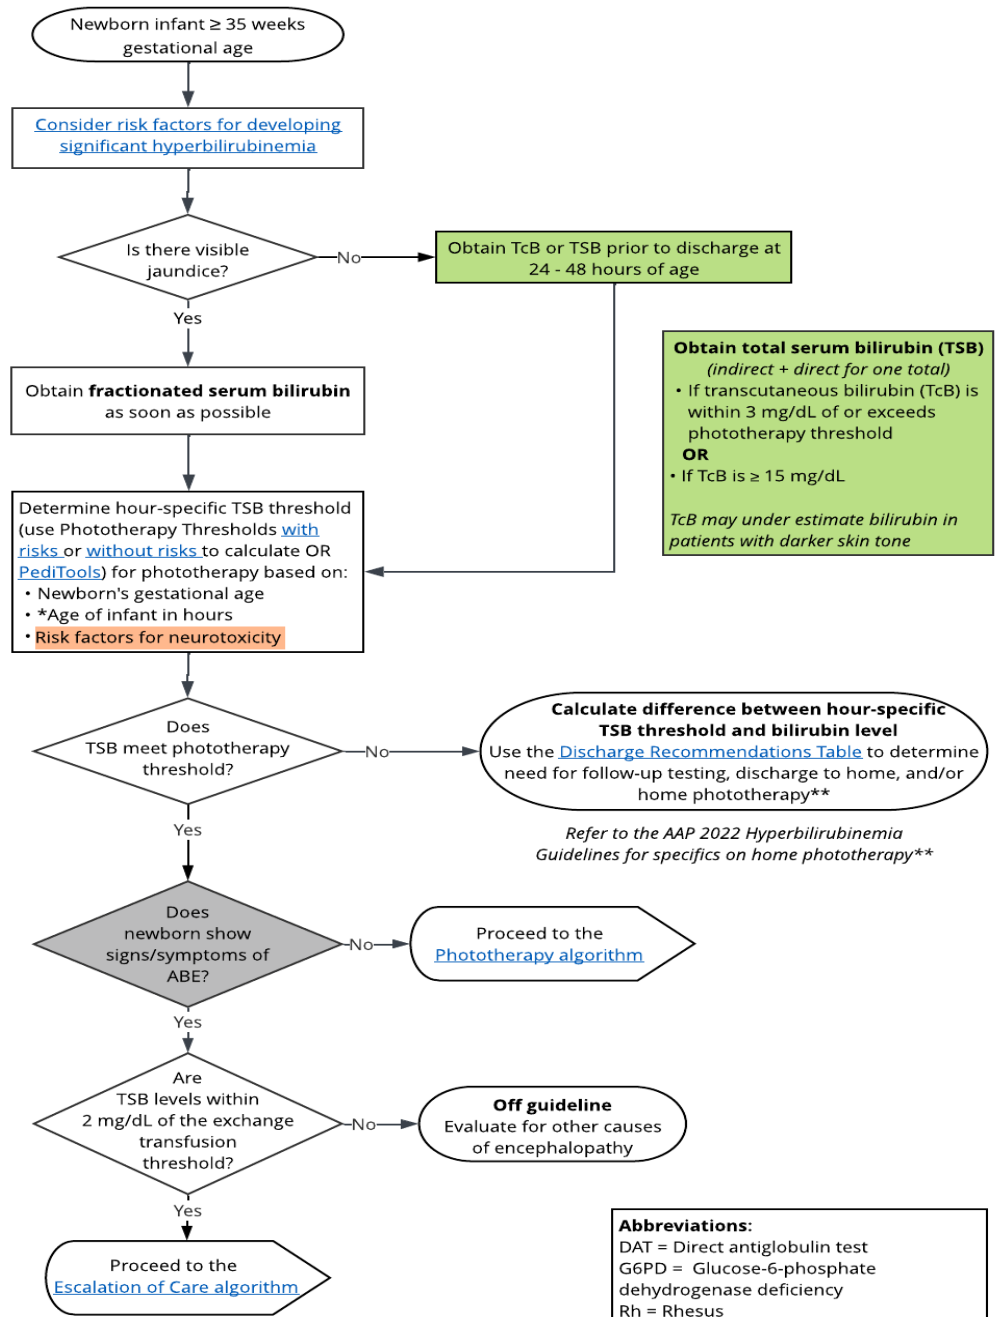 Newborn infant ≥ 35 weeks
gestational age
Consider risk factors for developing
significant hyperbilirubinemia
Is there visible
jaundice?
No
Obtain TcB or TSB prior to discharge at
24 - 48 hours of age
Yes
Obtain total serum bilirubin (TSB)
(indirect + direct for one total)
• If transcutaneous bilirubin (TcB) is
within 3 mg/dL of or exceeds
phototherapy threshold
OR
• If TcB is ≥ 15 mg/dL
TcB may under estimate bilirubin in
patients with darker skin tone
Obtain fractionated serum bilirubin
as soon as possible
Determine hour-specific TSB threshold
(use Phototherapy Thresholds with
risks or without risks to calculate OR
PediTools) for phototherapy based on:
• Newborn's gestational age
• *Age of infant in hours
• Risk factors for neurotoxicity
Does
TSB meet phototherapy
threshold?
No
Calculate difference between hour-specific
TSB threshold and bilirubin level
Use the Discharge Recommendations Table to determine
need for follow-up testing, discharge to home, and/or
home phototherapy**
Refer to the AAP 2022 Hyperbilirubinemia
Guidelines for specifics on home phototherapy**
Yes
Does
newborn show
signs/symptoms of
ABE?
No
Proceed to the
Phototherapy algorithm
Yes
Are
TSB levels within
2 mg/dL of the exchange
transfusion
threshold?
No
Off guideline
Evaluate for other causes
of encephalopathy
Yes
Proceed to the
Escalation of Care algorithm
Abbreviations:
DAT = Direct antiglobulin test
G6PD = Glucose-6-phosphate
dehydrogenase deficiency
Rh = Rhesus